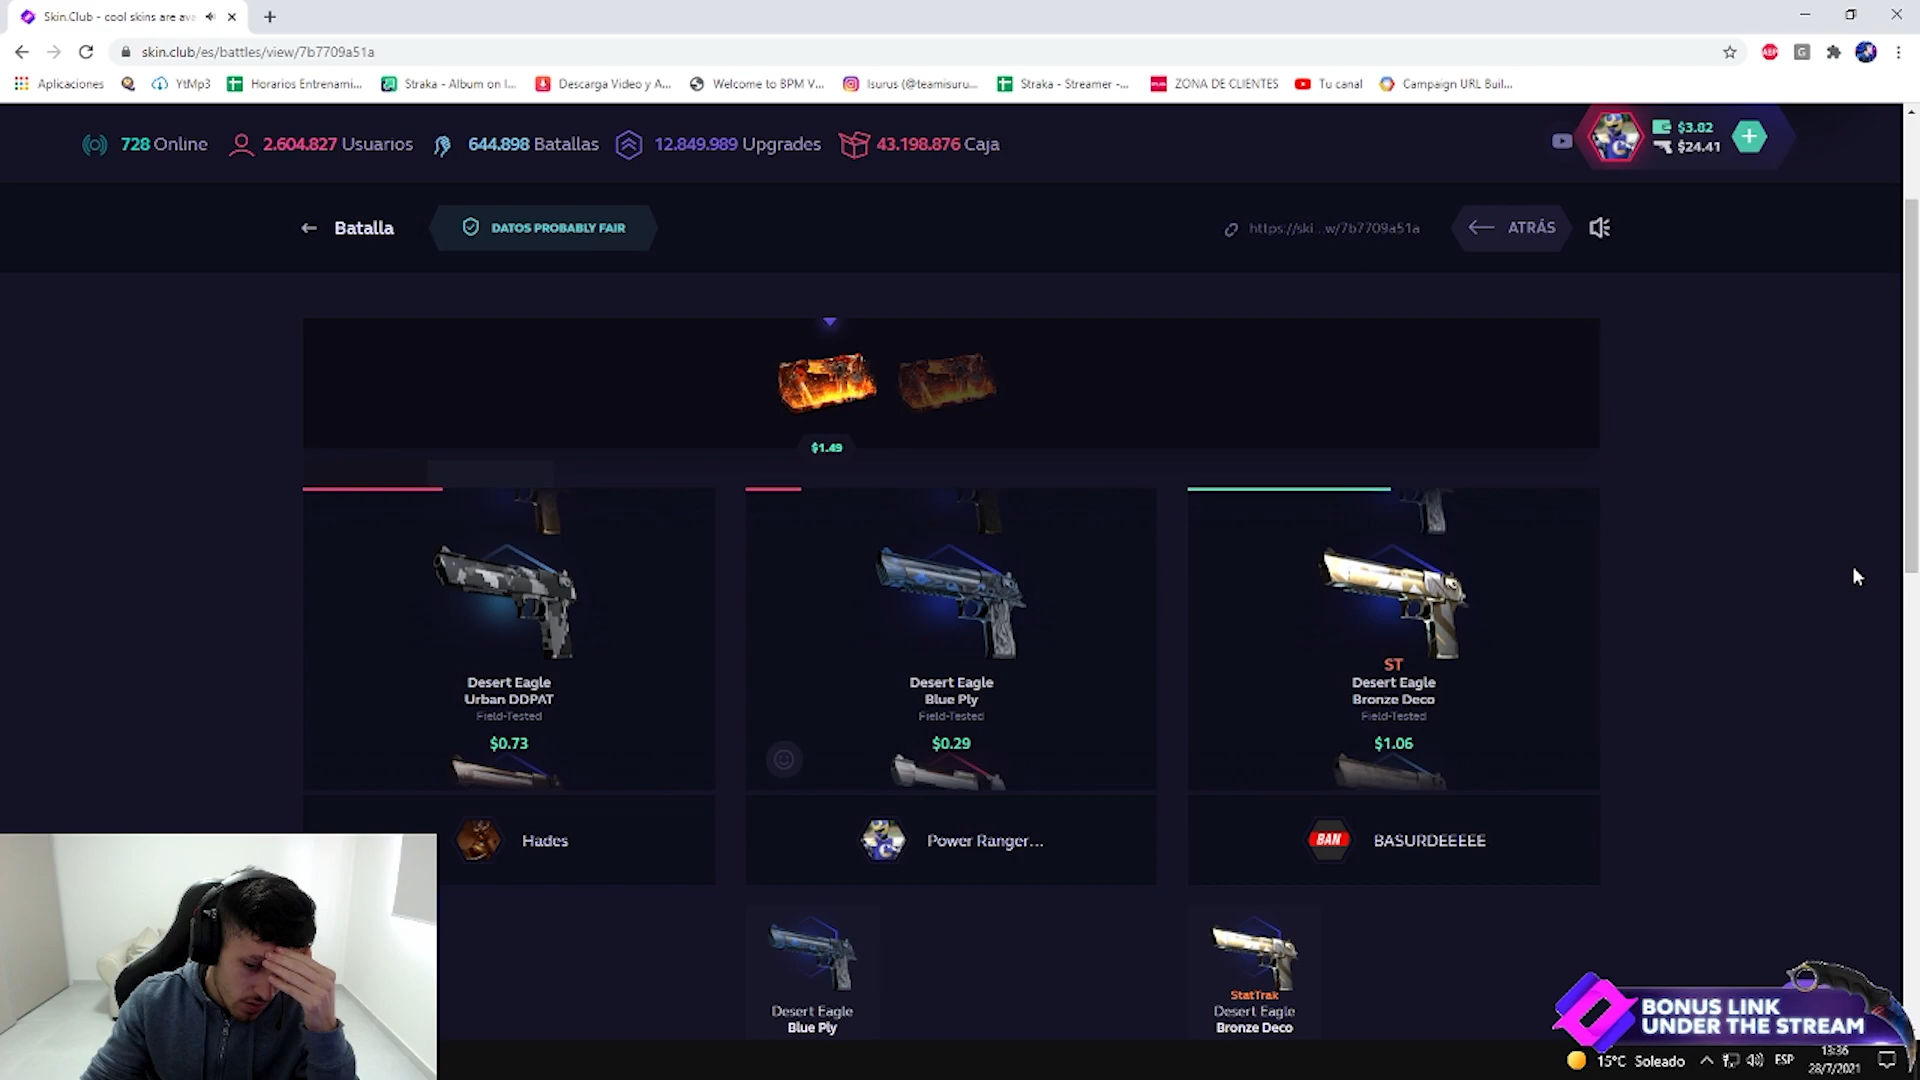 Skin.Club - cool skins are ava
skin.club/es/battles/view/7b7709a51a
Aplicaciones
YtMp3
Horarios Entrenami...
Straka - Album on I...
Descarga Video y A...
Welcome to BPM V...
Isurus (@teamisuru...
Straka - Streamer -...
ZONA DE CLIENTES
Tu canal
Campaign URL Buil...
728 Online
2.604.827 Usuarios
644.898 Batallas
12.849.989 Upgrades
43.198.876 Caja
$3.82
$24.41
Batalla
DATOS PROBABLY FAIR
https://ski...w/7b7709a51a
ATRÁS
$1.49
Desert Eagle
Urban DDPAT
Field-Tested
$0.73
Desert Eagle
Blue Ply
Field-Tested
$0.29
ST
Desert Eagle
Bronze Deco
Field-Tested
$1.06
Hades
Power Ranger...
BAN
BASURDEEEEE
Desert Eagle
Blue Ply
StatTrak
Desert Eagle
Bronze Deco
BONUS LINK
UNDER THE STREAM
15°C Soleado
ESP
13:36
28/7/2021